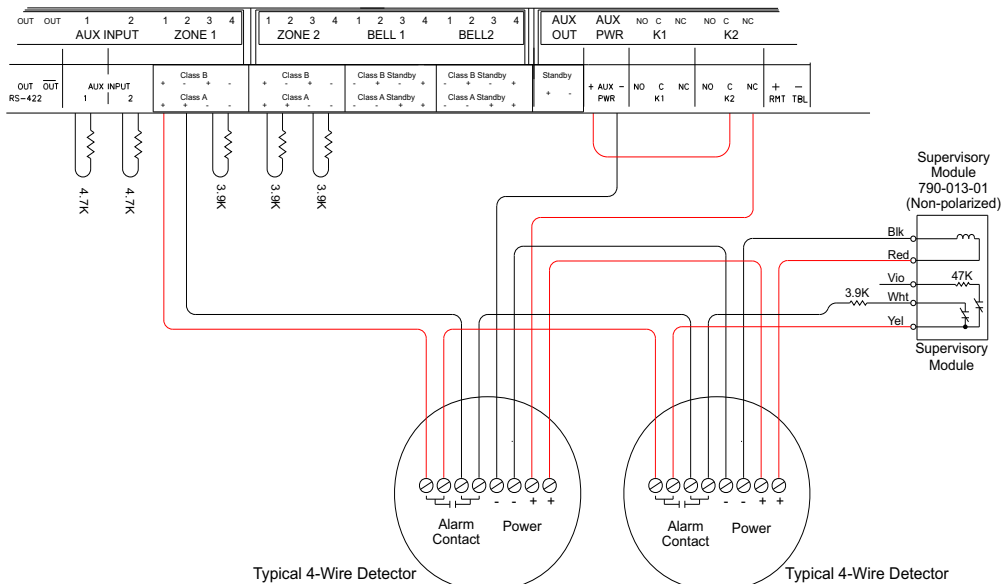 OUT OUT 1 2 1 2 3 4 1 2 3 4 1 2 3 4 1 2 3 4 AUX AUX NO C NC NO C NC
AUX INPUT ZONE 1 ZONE 2 BELL 1 BELL2 OUT PWR K1 K2
Class B Class B Class B Standby Class B Standby Standby
+ - + - + - + - - + - + - + - +
OUT OUT AUX INPUT + AUX - NO C NC NO C NC + -
RS-422 1 2 Class A Class A Class A Standby Class A Standby + - PWR K1 K2 RMT TBL
+ + - - + + - - - - + + - - + +
4.7K
4.7K
3.9K
3.9K
3.9K
Supervisory
Module
790-013-01
(Non-polarized)
Blk
Red
Vio 47K
3.9K Wht
Yel
Supervisory
Module
- - + +
Alarm
Contact
Power
- - + +
Alarm
Contact
Power
Typical 4-Wire Detector
Typical 4-Wire Detector